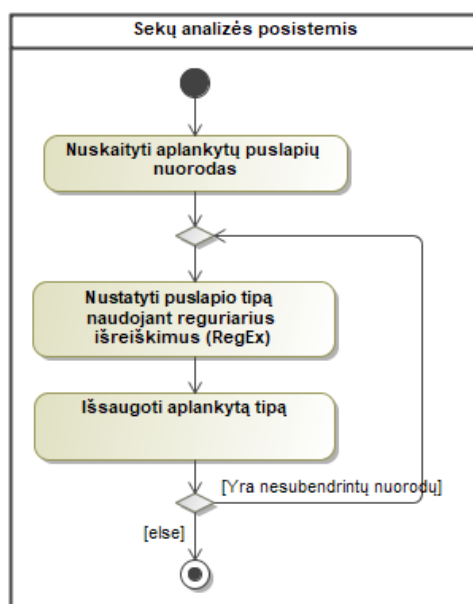 Sekų analizės posistemis
Nuskaityti aplankytų puslapių
nuorodas
Nustatyti puslapio tipą
naudojant reguriarius
išreiškimus (RegEx)
Išsaugoti aplankytą tipą
[Yra nesubendrintų nuorodų]
[else]